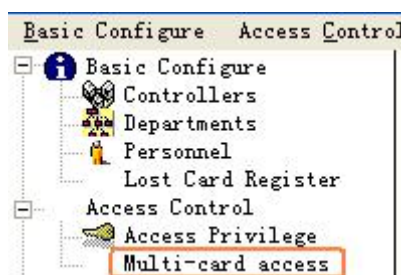 Basic Configure Access Control
Basic Configure
Controllers
Departments
Personnel
Lost Card Register
Access Control
Access Privilege
Multi-card access